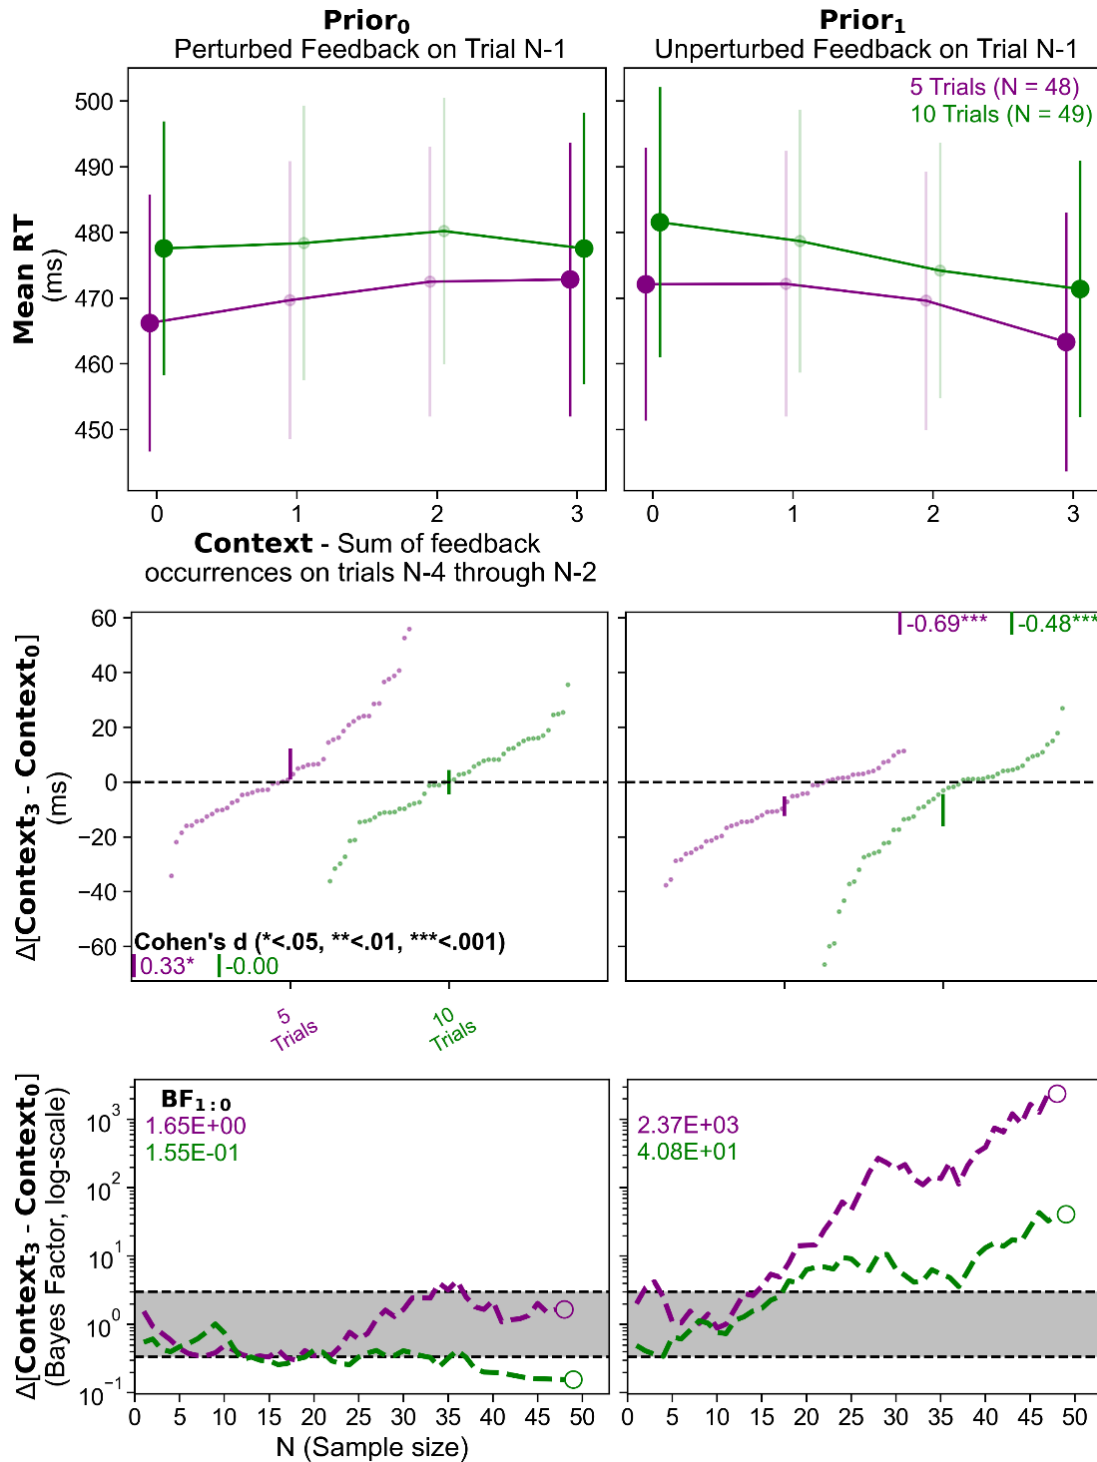 Prior0
Perturbed Feedback on Trial N-1
Prior1
Unperturbed Feedback on Trial N-1
5 Trials (N = 48)
10 Trials (N = 49)
Mean RT
(ms)
500
490
480
470
460
450
0 1 2 3
0 1 2 3
Context - Sum of feedback
occurrences on trials N-4 through N-2
Δ[Context3 - Context0]
(ms)
60
40
20
0
−20
−40
−60
-0.69*** -0.48***
Cohen's d (*<.05, **<.01, ***<.001)
0.33* -0.00
5
Trials
10
Trials
Δ[Context3 - Context0]
(Bayes Factor, log-scale)
10^3
10^2
10^1
10^0
10^−1
BF1:0
1.65E+00
1.55E-01
2.37E+03
4.08E+01
0 5 10 15 20 25 30 35 40 45 50
0 5 10 15 20 25 30 35 40 45 50
N (Sample size)